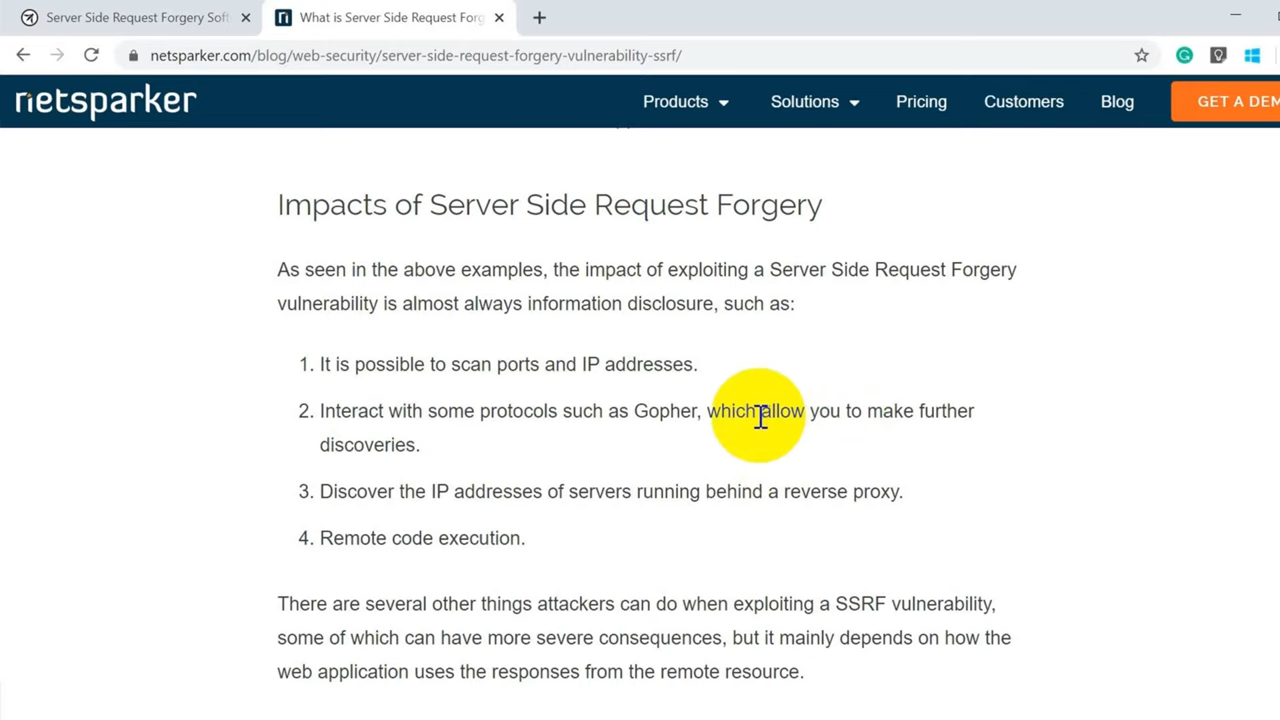 Server Side Request Forgery Soft
What is Server Side Request Forg
netsparker.com/blog/web-security/server-side-request-forgery-vulnerability-ssrf/
netsparker
Products
Solutions
Pricing
Customers
Blog
GET A DEM
Impacts of Server Side Request Forgery
As seen in the above examples, the impact of exploiting a Server Side Request Forgery
vulnerability is almost always information disclosure, such as:
1. It is possible to scan ports and IP addresses.
2. Interact with some protocols such as Gopher, which allow you to make further
discoveries.
3. Discover the IP addresses of servers running behind a reverse proxy.
4. Remote code execution.
There are several other things attackers can do when exploiting a SSRF vulnerability,
some of which can have more severe consequences, but it mainly depends on how the
web application uses the responses from the remote resource.